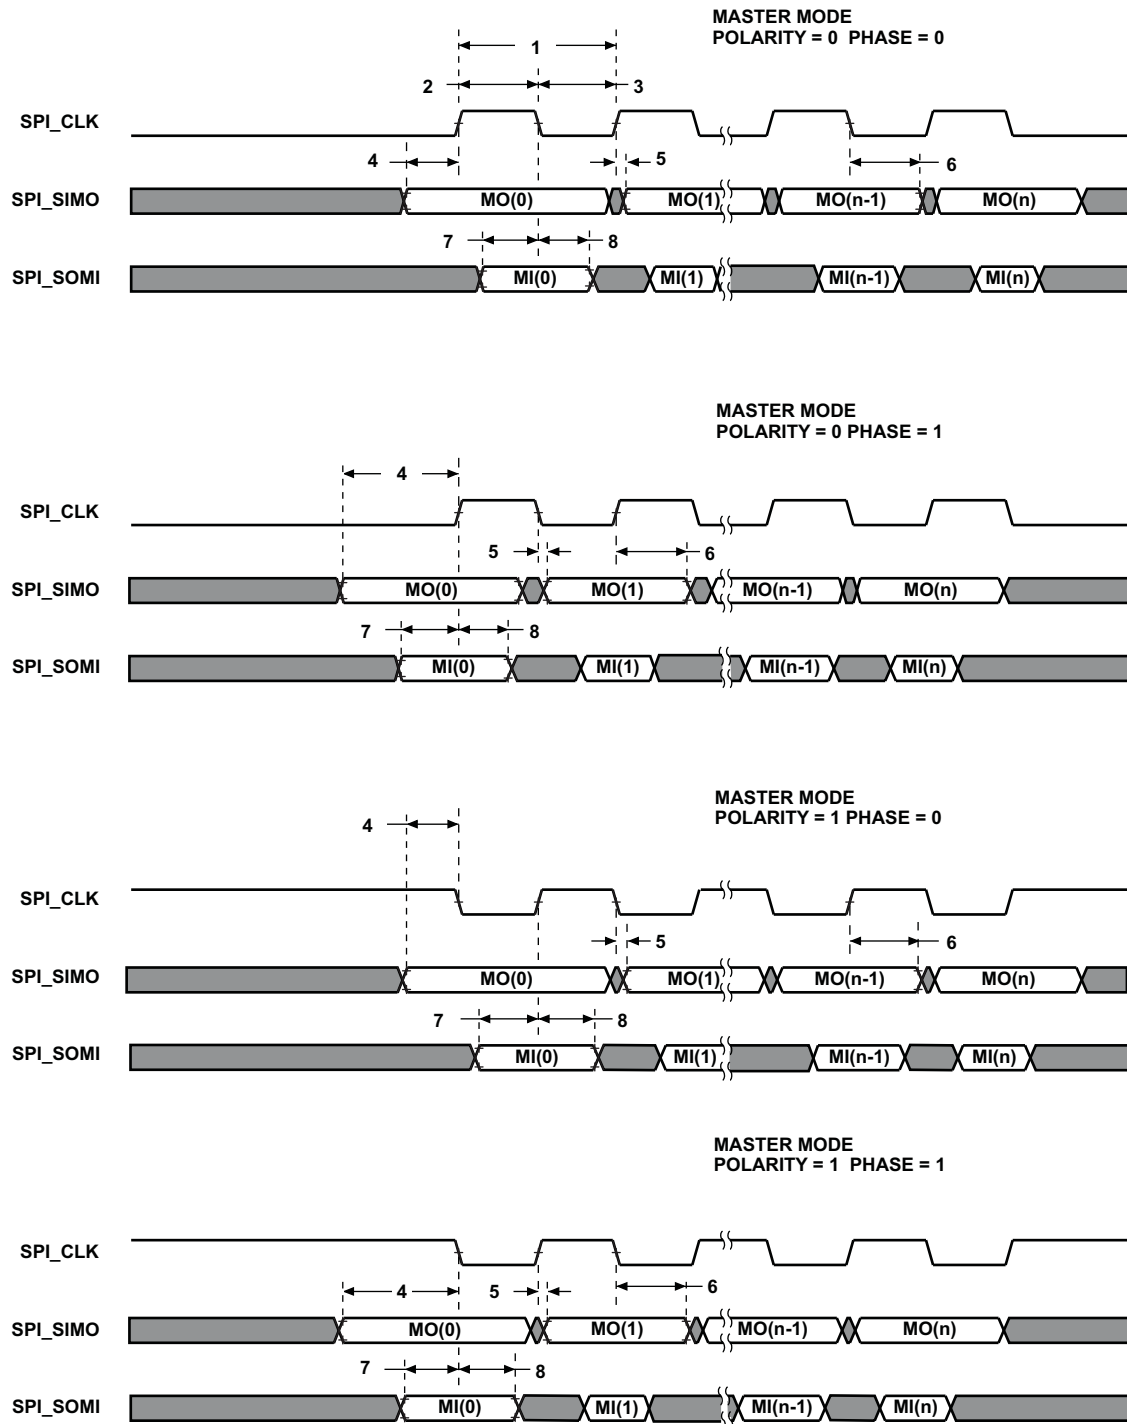 MASTER MODE
POLARITY = 0 PHASE = 0
1
2
3
SPI_CLK
4
5
6
SPI_SIMO
MO(0)
MO(1)
MO(n-1)
MO(n)
7
8
SPI_SOMI
MI(0)
MI(1)
MI(n-1)
MI(n)
MASTER MODE
POLARITY = 0 PHASE = 1
4
SPI_CLK
5
6
SPI_SIMO
MO(0)
MO(1)
MO(n-1)
MO(n)
7
8
SPI_SOMI
MI(0)
MI(1)
MI(n-1)
MI(n)
MASTER MODE
POLARITY = 1 PHASE = 0
4
SPI_CLK
5
6
SPI_SIMO
MO(0)
MO(1)
MO(n-1)
MO(n)
7
8
SPI_SOMI
MI(0)
MI(1)
MI(n-1)
MI(n)
MASTER MODE
POLARITY = 1 PHASE = 1
SPI_CLK
4
5
6
SPI_SIMO
MO(0)
MO(1)
MO(n-1)
MO(n)
7
8
SPI_SOMI
MI(0)
MI(1)
MI(n-1)
MI(n)